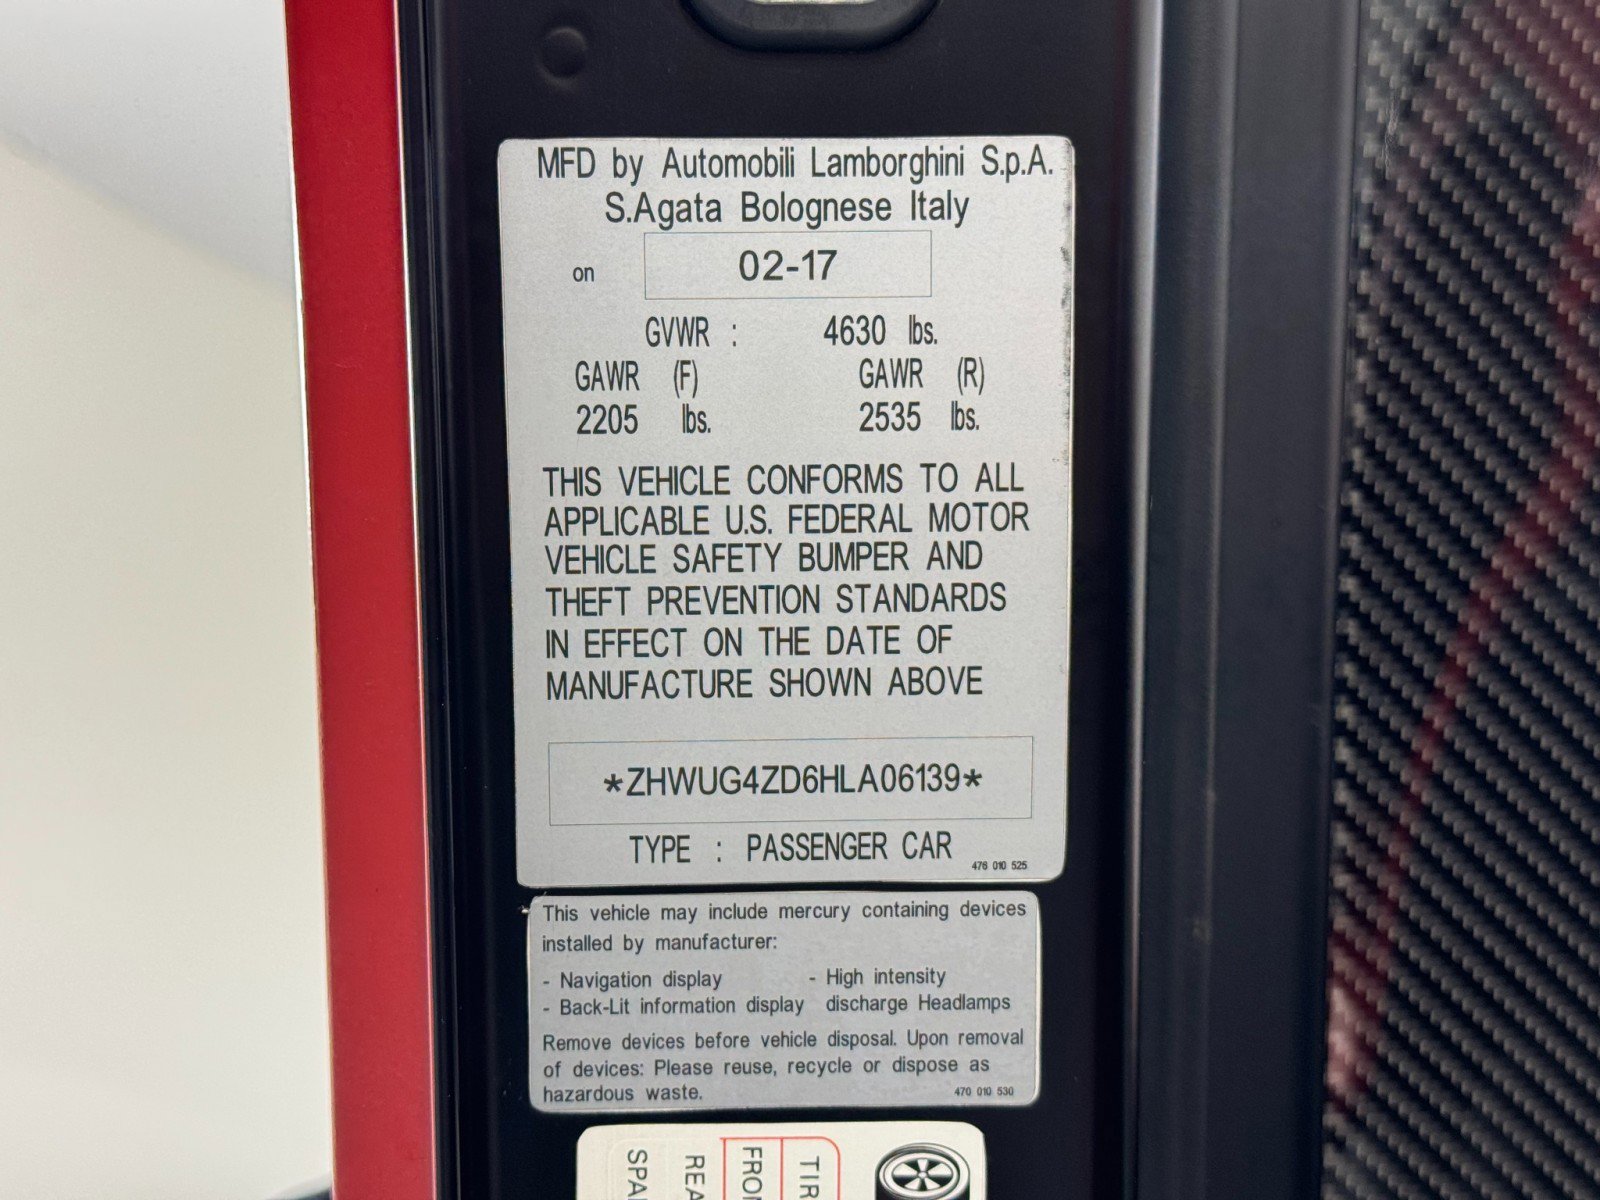 MFD by Automobili Lamborghini S.p.A.
S.Agata Bolognese Italy
on 02-17
GVWR : 4630 lbs.
GAWR (F) GAWR (R)
2205 lbs. 2535 lbs.
THIS VEHICLE CONFORMS TO ALL
APPLICABLE U.S. FEDERAL MOTOR
VEHICLE SAFETY BUMPER AND
THEFT PREVENTION STANDARDS
IN EFFECT ON THE DATE OF
MANUFACTURE SHOWN ABOVE
*ZHWUG4ZD6HLA06139*
TYPE : PASSENGER CAR
476 010 525
This vehicle may include mercury containing devices
installed by manufacturer:
- Navigation display - High intensity
- Back-Lit information display discharge Headlamps
Remove devices before vehicle disposal. Upon removal
of devices: Please reuse, recycle or dispose as
hazardous waste.
470 010 530